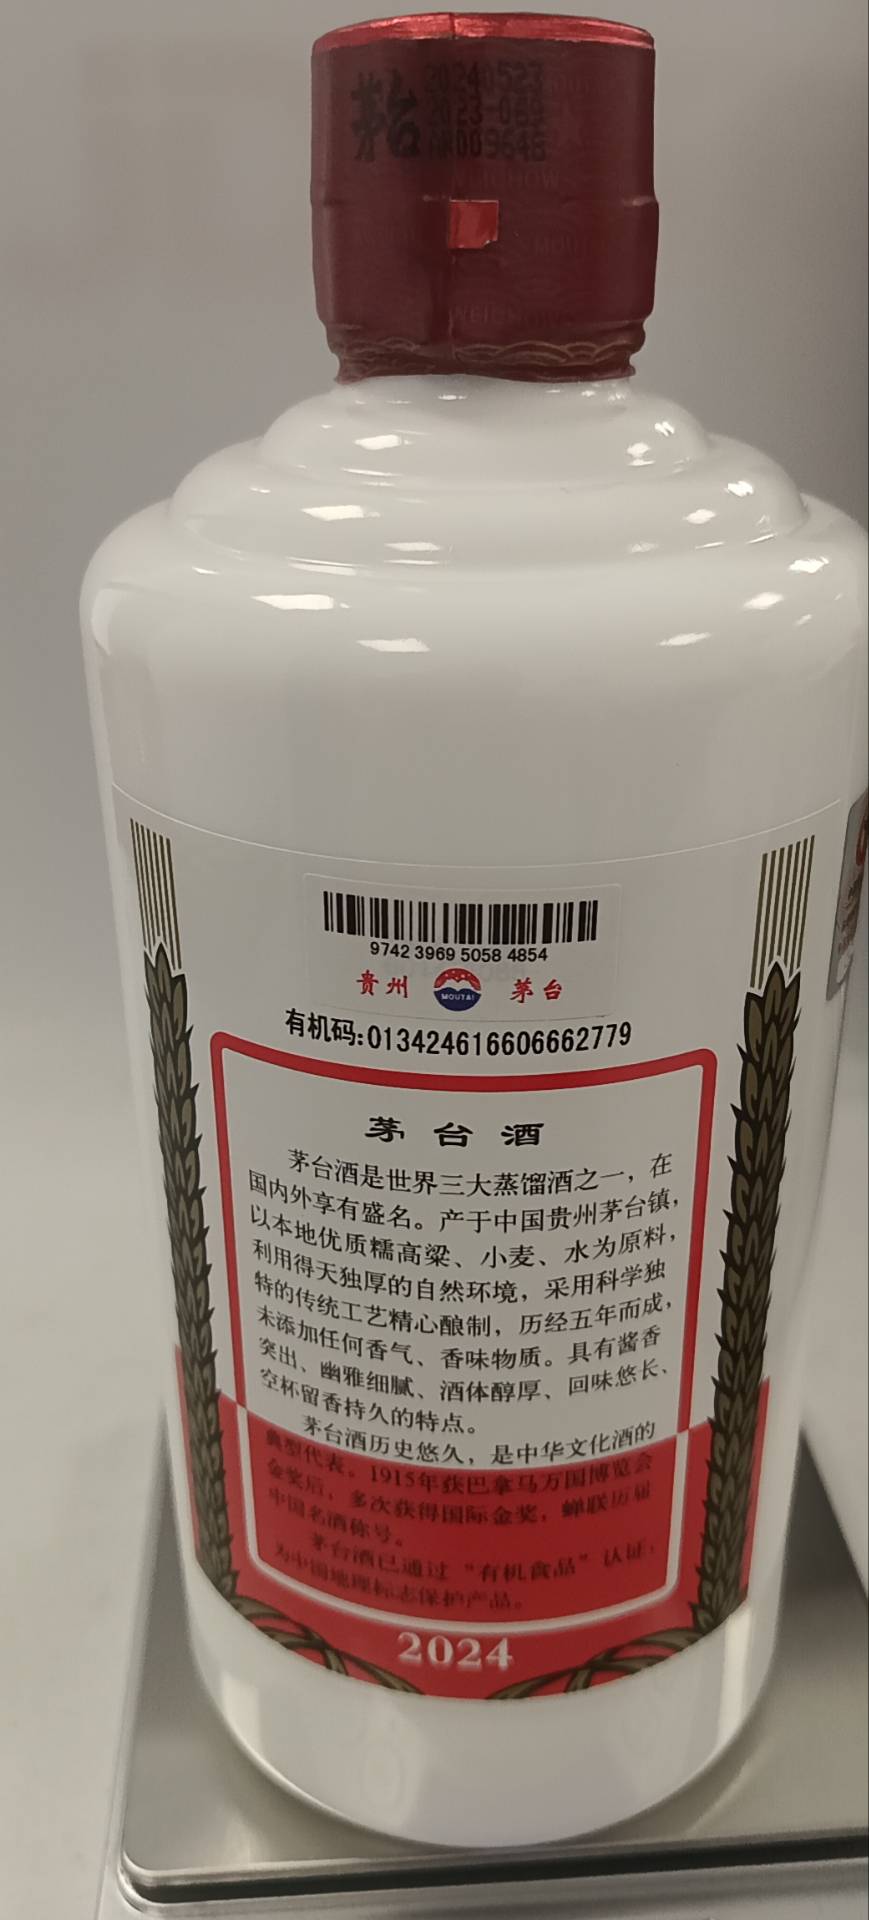 茅台
20240523
2023-069
009648
WEICHOW
MOUTAI
WEICHOW
9742 3969 5058 4854
贵州 MOUTAI 茅台
有机码:013424616606662779
茅台酒
茅台酒是世界三大蒸馏酒之一，在
国内外享有盛名。产于中国贵州茅台镇，
以本地优质糯高粱、小麦、水为原料，
利用得天独厚的自然环境，采用科学独
特的传统工艺精心酿制，历经五年而成，
未添加任何香气、香味物质。具有酱香
突出、幽雅细腻、酒体醇厚、回味悠长、
空杯留香持久的特点。
茅台酒历史悠久，是中华文化酒的
典型代表。1915年获巴拿马万国博览会
金奖后，多次获得国际金奖，蝉联历届
中国名酒称号。
茅台酒已通过“有机食品”认证，
为中国地理标志保护产品。
2024